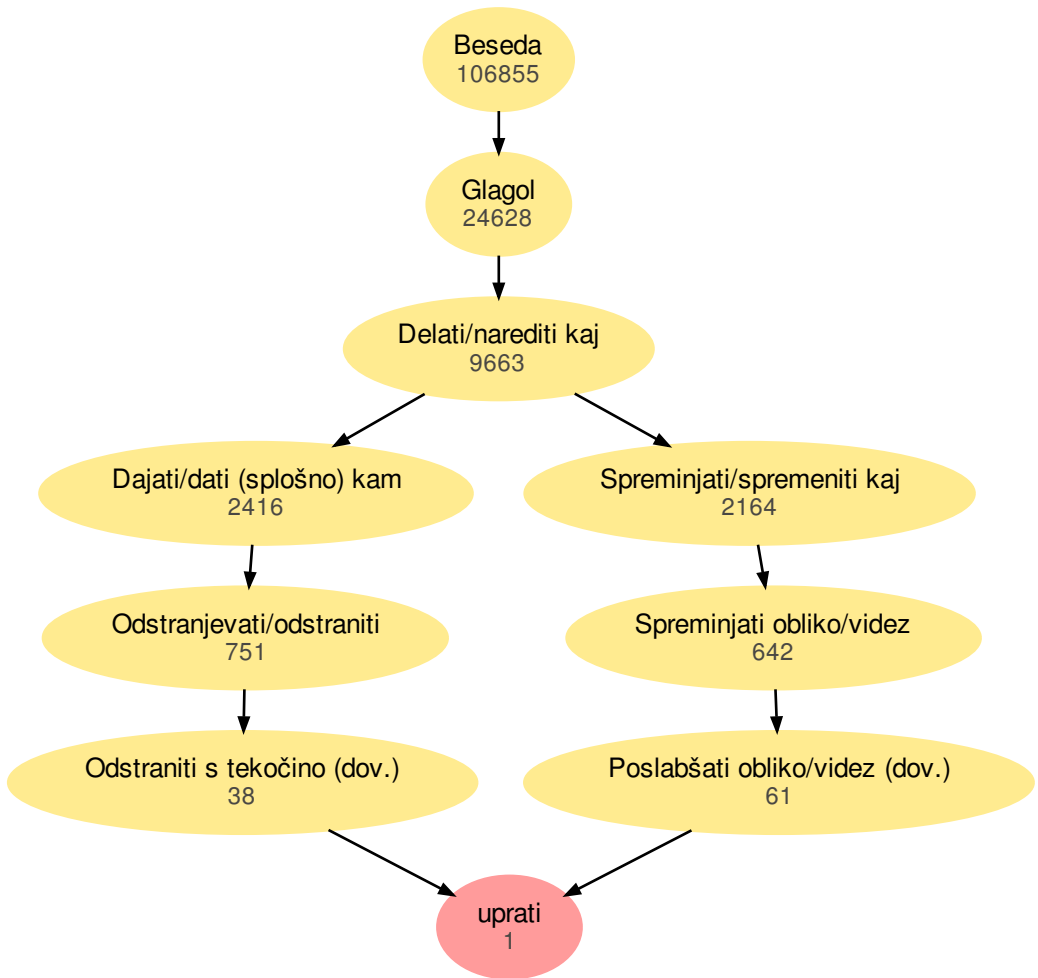 Beseda
106855
Glagol
24628
Delati/narediti kaj
9663
Dajati/dati (splošno) kam
2416
Spreminjati/spremeniti kaj
2164
Odstranjevati/odstraniti
751
Spreminjati obliko/videz
642
Odstraniti s tekočino (dov.)
38
Poslabšati obliko/videz (dov.)
61
uprati
1